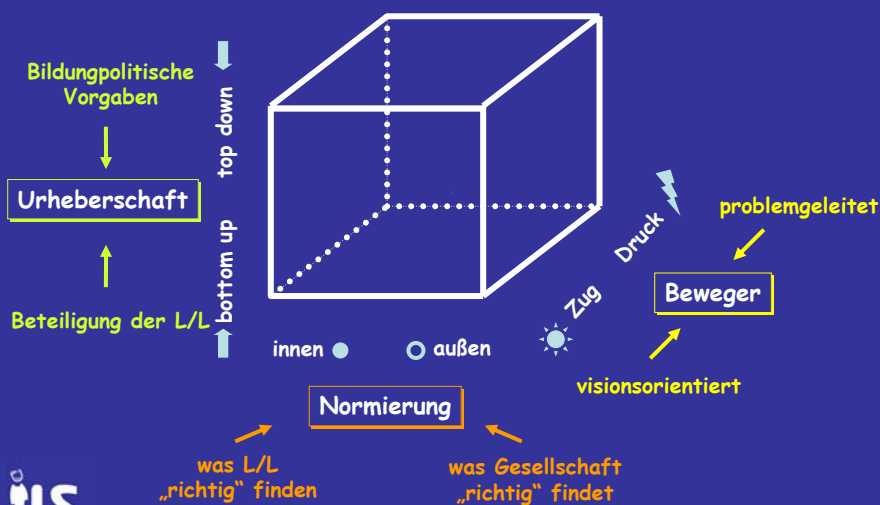 Bildungpolitische
Vorgaben
top down
Urheberschaft
bottom up
Beteiligung der L/L
innen
außen
Zug
Druck
problemgeleitet
Beweger
visionsorientiert
Normierung
was L/L
„richtig“ finden
was Gesellschaft
„richtig“ findet